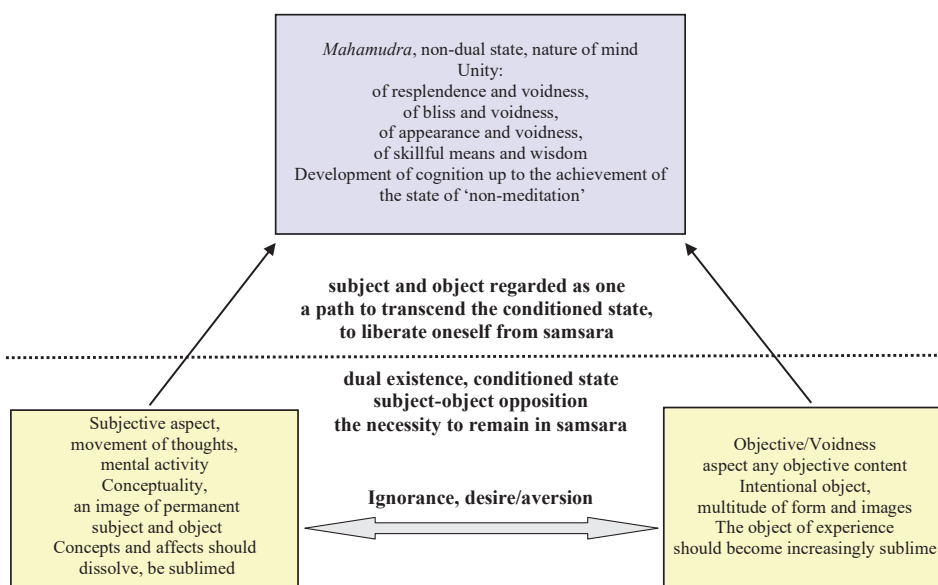 Mahamudra, non-dual state, nature of mind
Unity:
of resplendence and voidness,
of bliss and voidness,
of appearance and voidness,
of skillful means and wisdom
Development of cognition up to the achievement of
the state of ‘non-meditation’
subject and object regarded as one
a path to transcend the conditioned state,
to liberate oneself from samsara
dual existence, conditioned state
subject-object opposition
the necessity to remain in samsara
Subjective aspect,
movement of thoughts,
mental activity
Conceptuality,
an image of permanent
subject and object
Concepts and affects should
dissolve, be sublimed
Ignorance, desire/aversion
Objective/Voidness
aspect any objective content
Intentional object,
multitude of form and images
The object of experience
should become increasingly sublime